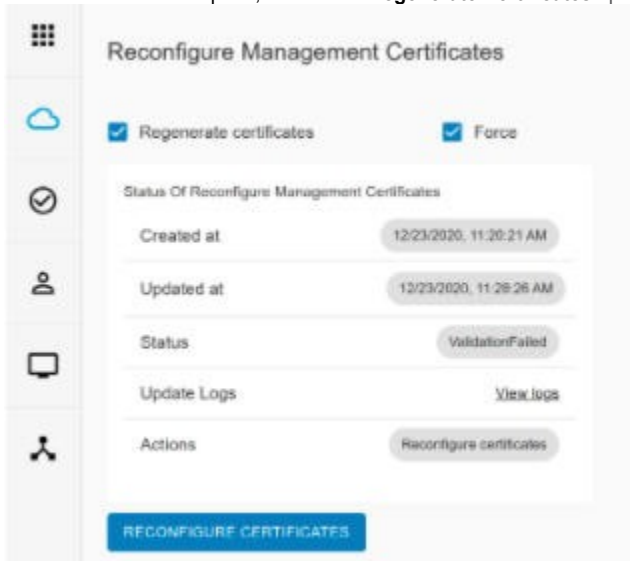 Reconfigure Management Certificates
Regenerate certificates Force
Status Of Reconfigure Management Certificates
Created at 12/23/2020, 11:20:21 AM
Updated at 12/23/2020, 11:28:26 AM
Status ValidationFailed
Update Logs View logs
Actions Reconfigure certificates
RECONFIGURE CERTIFICATES